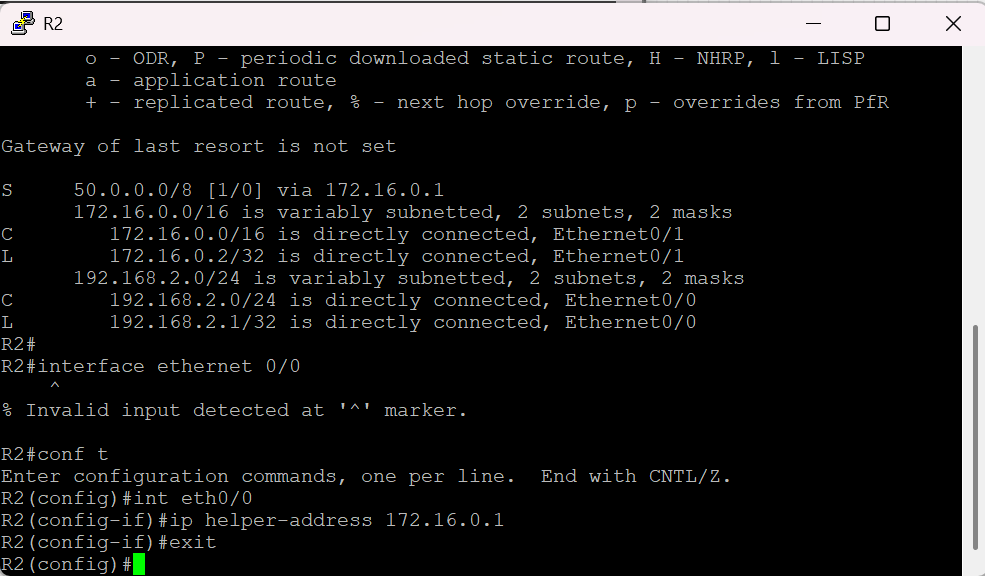 R2
o - ODR, P - periodic downloaded static route, H - NHRP, l - LISP
a - application route
+ - replicated route, % - next hop override, p - overrides from PfR
Gateway of last resort is not set
S     50.0.0.0/8 [1/0] via 172.16.0.1
172.16.0.0/16 is variably subnetted, 2 subnets, 2 masks
C        172.16.0.0/16 is directly connected, Ethernet0/1
L        172.16.0.2/32 is directly connected, Ethernet0/1
192.168.2.0/24 is variably subnetted, 2 subnets, 2 masks
C        192.168.2.0/24 is directly connected, Ethernet0/0
L        192.168.2.1/32 is directly connected, Ethernet0/0
R2#
R2#interface ethernet 0/0
^
% Invalid input detected at '^' marker.
R2#conf t
Enter configuration commands, one per line.  End with CNTL/Z.
R2(config)#int eth0/0
R2(config-if)#ip helper-address 172.16.0.1
R2(config-if)#exit
R2(config)#